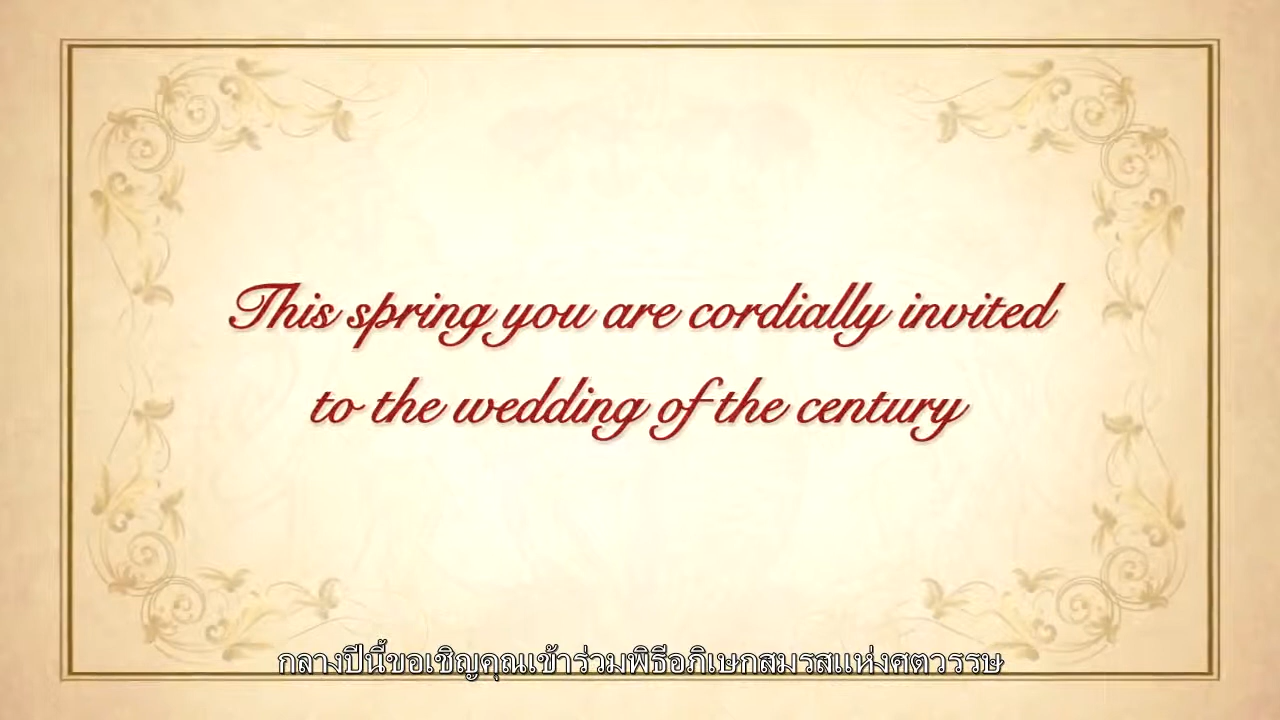 This spring you are cordially invited
to the wedding of the century
กลางปีนี้ขอเชิญคุณเข้าร่วมพิธีอภิเษกสมรสแห่งศตวรรษ